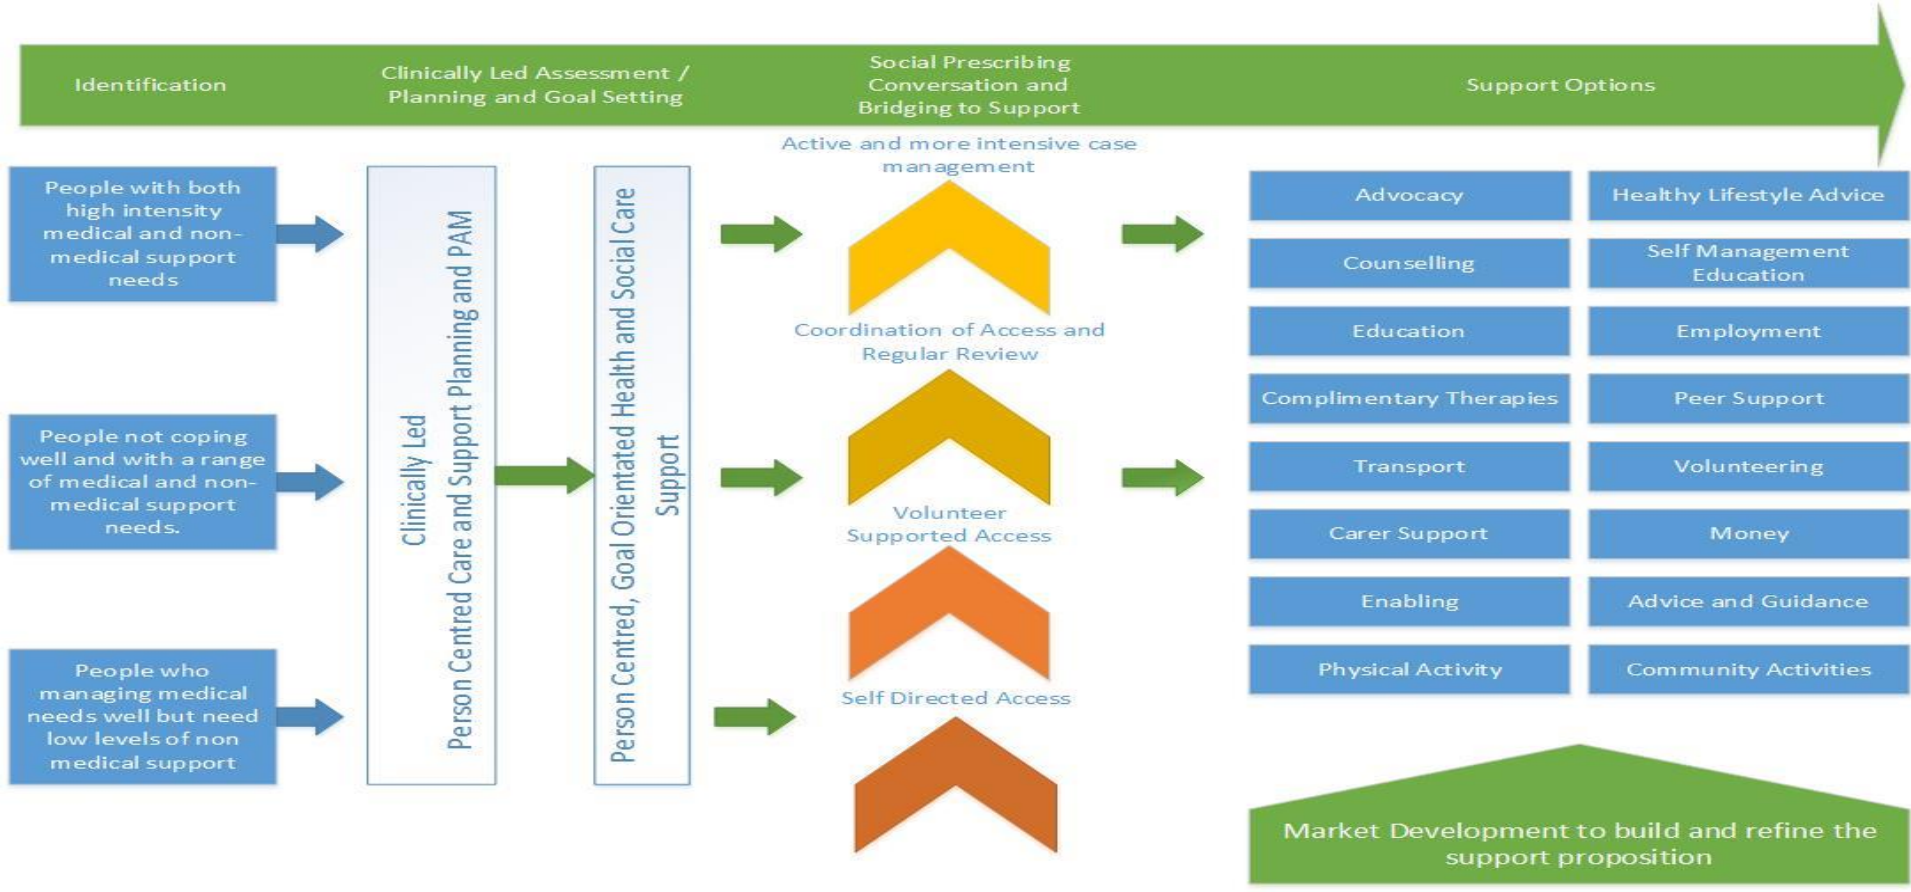 Identification
Clinically Led Assessment /
Planning and Goal Setting
Social Prescribing
Conversation and
Bridging to Support
Support Options
People with both
high intensity
medical and non-
medical support
needs
People not coping
well and with a range
of medical and non-
medical support
needs.
People who
managing medical
needs well but need
low levels of non
medical support
Clinically Led
Person Centred Care and Support Planning and PAM
Person Centred, Goal Orientated Health and Social Care
Support
Active and more intensive case
management
Coordination of Access and
Regular Review
Volunteer
Supported Access
Self Directed Access
Advocacy
Healthy Lifestyle Advice
Counselling
Self Management
Education
Education
Employment
Complimentary Therapies
Peer Support
Transport
Volunteering
Carer Support
Money
Enabling
Advice and Guidance
Physical Activity
Community Activities
Market Development to build and refine the
support proposition